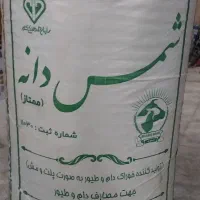 شمس دانه
(ممتاز)
شماره ثبت:
تولید کننده خوراک دام و طیور به صورت پلت و مش
جهت مصارف دام و طیور